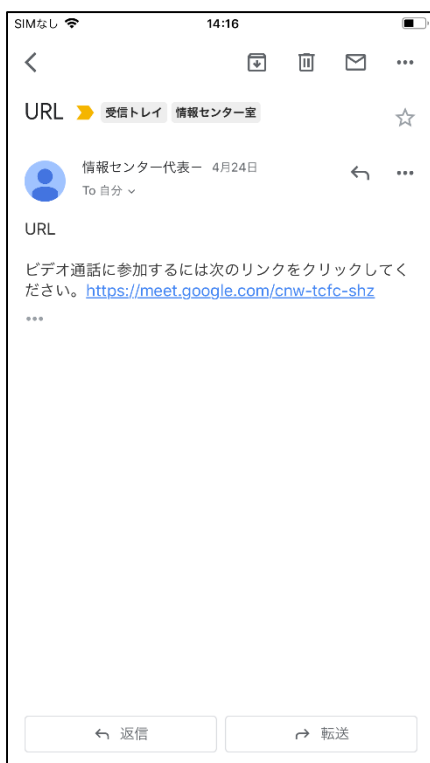 SIMなし 14:16
URL 受信トレイ 情報センター室
情報センター代表ー 4月24日
To 自分
URL
ビデオ通話に参加するには次のリンクをクリックしてく
ださい。https://meet.google.com/cnw-tcfc-shz
返信 転送